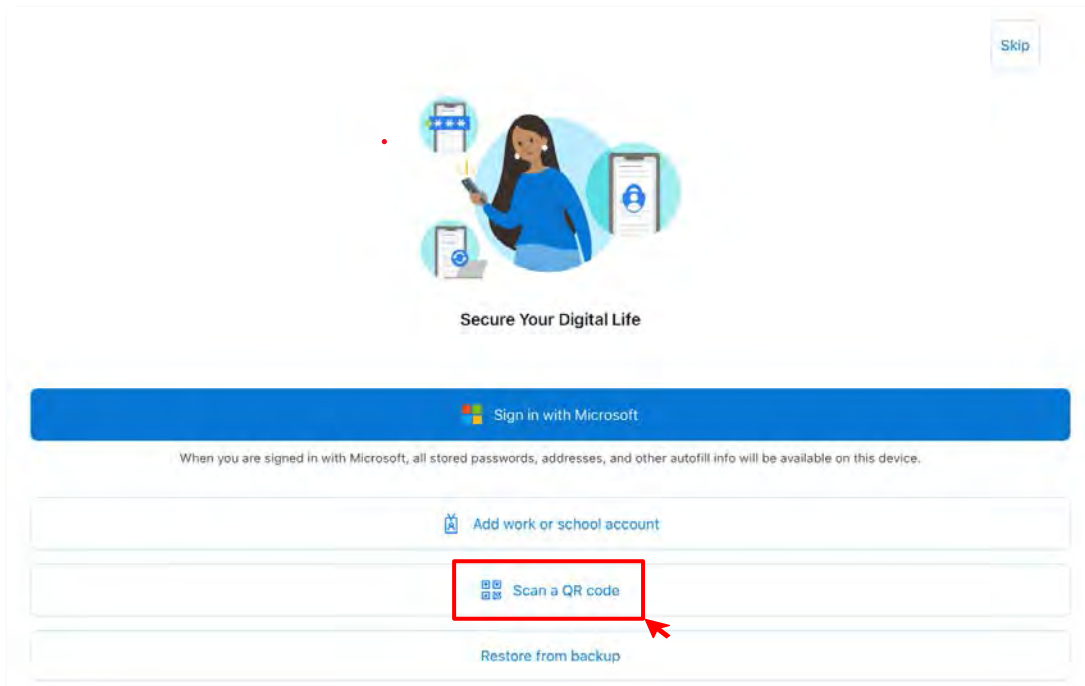 Skip
***
Secure Your Digital Life
Sign in with Microsoft
When you are signed in with Microsoft, all stored passwords, addresses, and other autofill info will be available on this device.
Add work or school account
Scan a QR code
Restore from backup